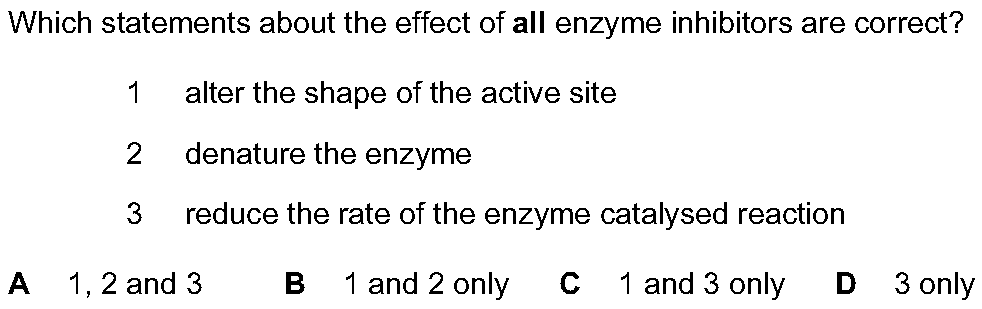 Which statements about the effect of all enzyme inhibitors are correct?
1 alter the shape of the active site
2 denature the enzyme
3 reduce the rate of the enzyme catalysed reaction
A 1, 2 and 3 B 1 and 2 only C 1 and 3 only D 3 only